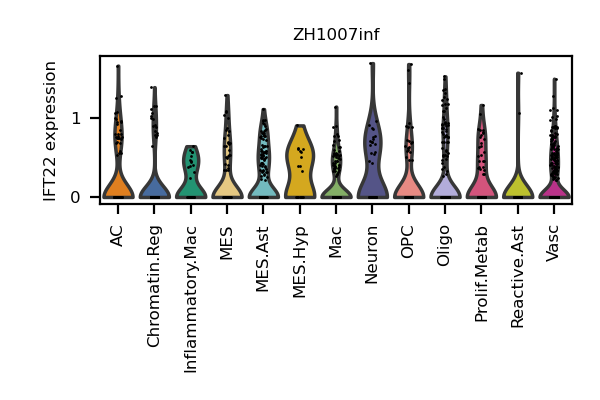 ZH1007inf
IFT22 expression
1
0
AC
Chromatin.Reg
Inflammatory.Mac
MES
MES.Ast
MES.Hyp
Mac
Neuron
OPC
Oligo
Prolif.Metab
Reactive.Ast
Vasc